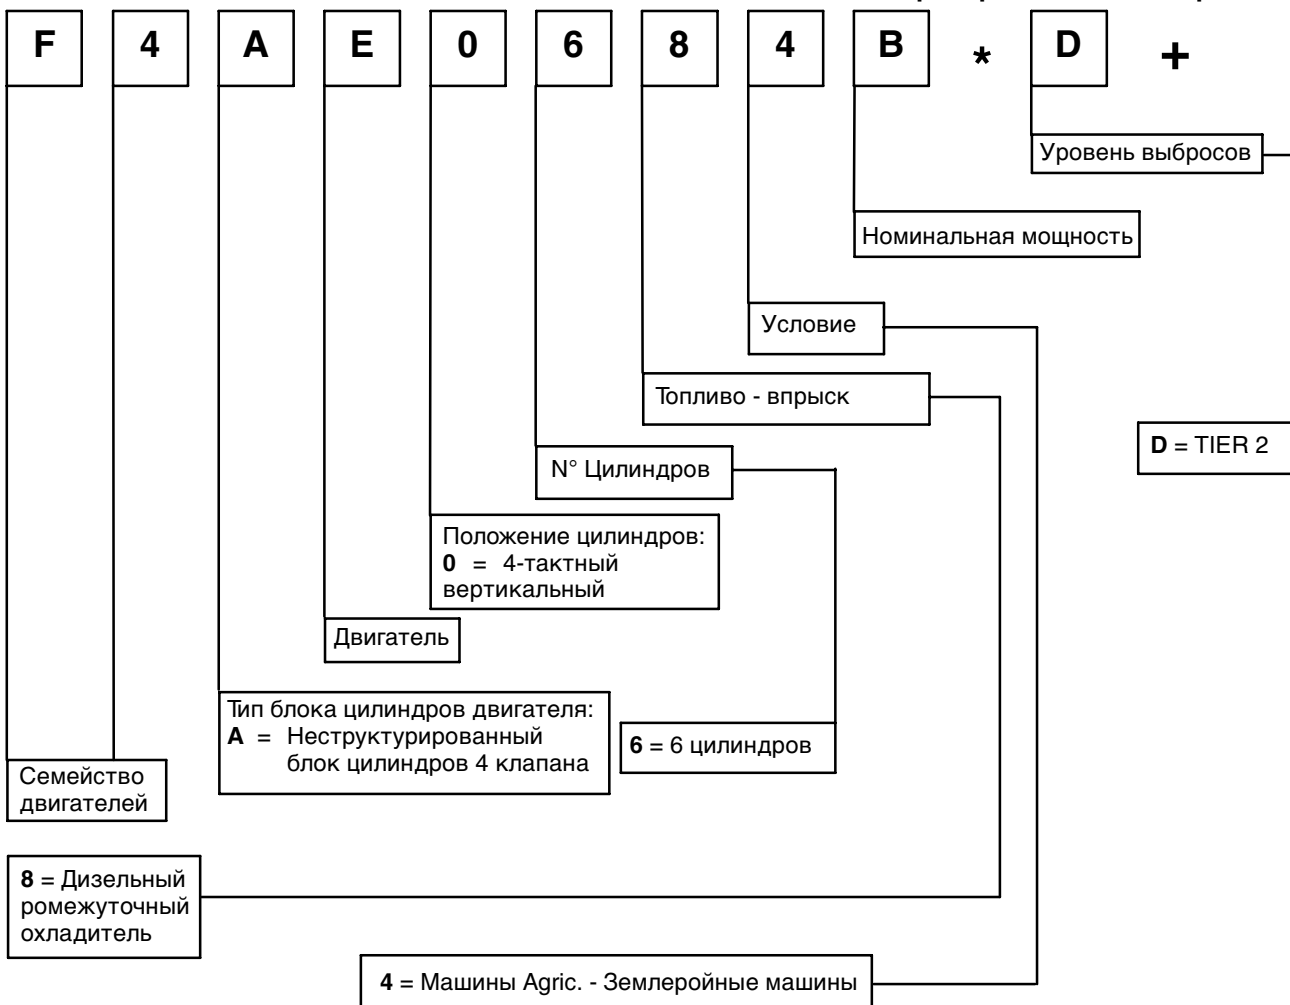 F 4 A E 0 6 8 4 B * D +
Уровень выбросов
Номинальная мощность
Условие
Топливо - впрыск
D = TIER 2
N° Цилиндров
Положение цилиндров:
0 = 4-тактный
вертикальный
Двигатель
Тип блока цилиндров двигателя:
A = Неструктурированный
блок цилиндров 4 клапана
6 = 6 цилиндров
Семейство
двигателей
8 = Дизельный
ромежуточный
охладитель
4 = Машины Agric. - Землеройные машины